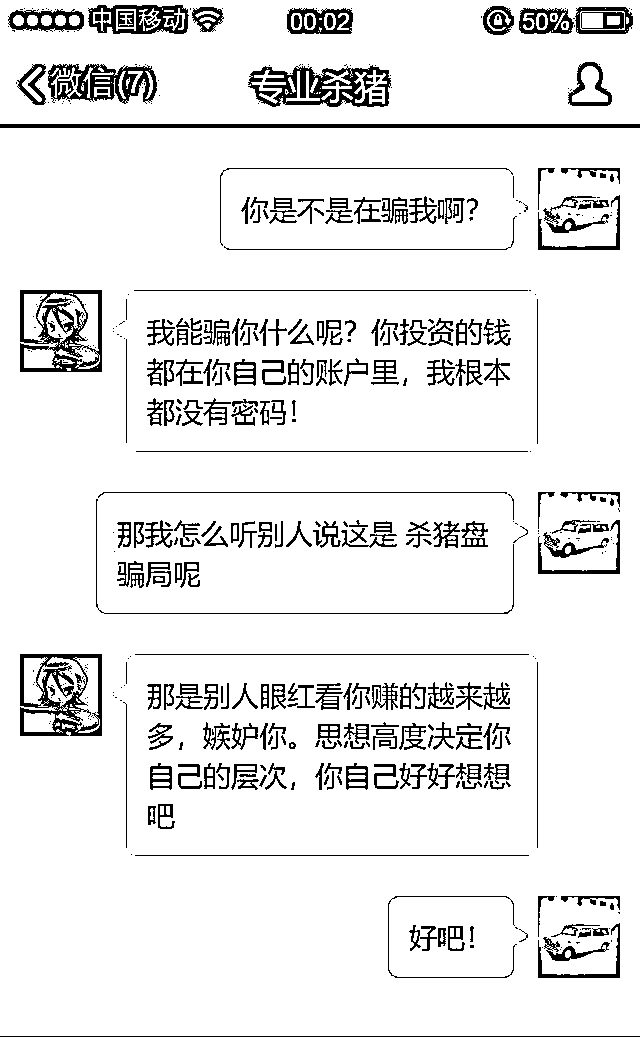 中国移动 00:02 50%
微信(7) 专业杀猪
你是不是在骗我啊?
我能骗你什么呢?你投资的钱
都在你自己的账户里，我根本
都没有密码!
那我怎么听别人说这是 杀猪盘
骗局呢
那是别人眼红看你赚的越来越
多，嫉妒你。思想高度决定你
自己的层次，你自己好好想想
吧
好吧!